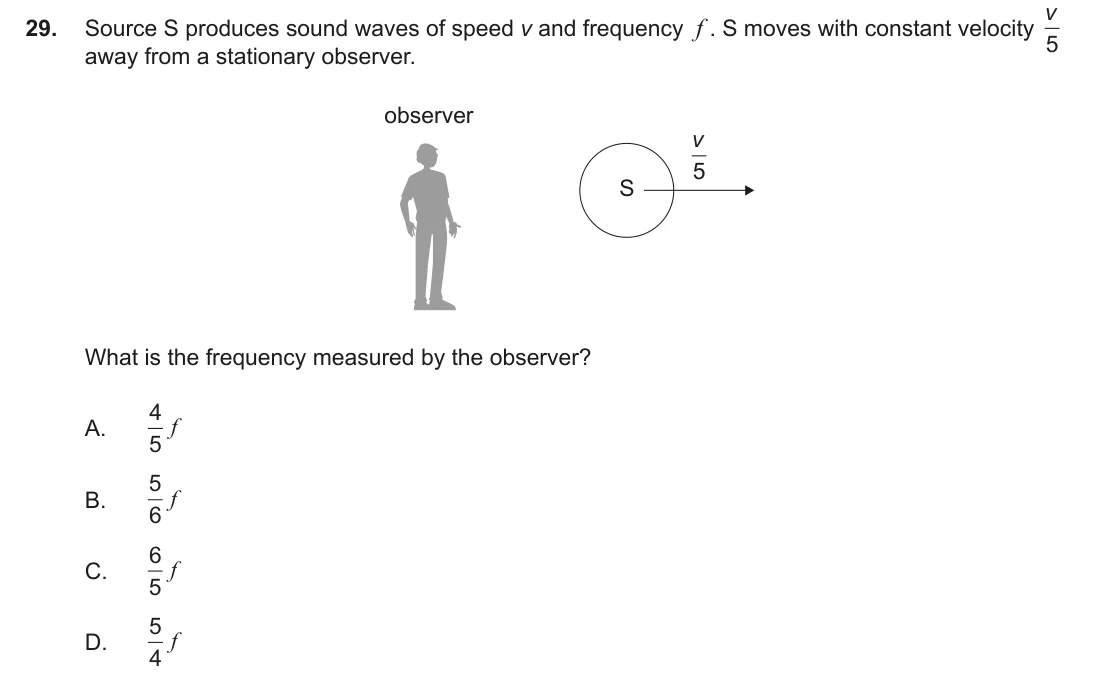 29. Source S produces sound waves of speed v and frequency f. S moves with constant velocity v/5
away from a stationary observer.
observer
v/5
S
What is the frequency measured by the observer?
A. 4/5 f
B. 5/6 f
C. 6/5 f
D. 5/4 f